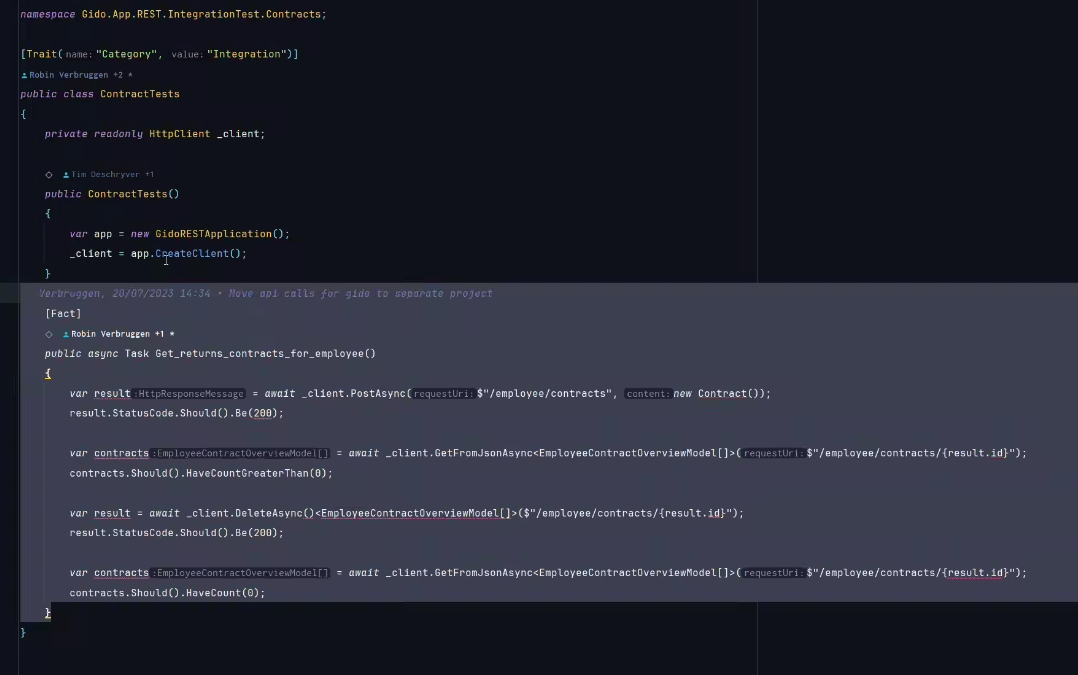 namespace Gido.App.REST.IntegrationTest.Contracts;
[Trait( name: "Category", value: "Integration")]
Robin Verbruggen +2 *
public class ContractTests
{
private readonly HttpClient _client;
Tim Deschryver +1
public ContractTests()
{
var app = new GidoRESTApplication();
_client = app.CreateClient();
}
Verbruggen, 20/07/2023 14:34 • Move api calls for gido to separate project
[Fact]
Robin Verbruggen +1 *
public async Task Get_returns_contracts_for_employee()
{
var result :HttpResponseMessage = await _client.PostAsync( requestUri: $"/employee/contracts", content: new Contract());
result.StatusCode.Should().Be(200);
var contracts :EmployeeContractOverviewModel[] = await _client.GetFromJsonAsync<EmployeeContractOverviewModel[]>( requestUri: $"/employee/contracts/{result.id}");
contracts.Should().HaveCountGreaterThan(0);
var result = await _client.DeleteAsync()<EmployeeContractOverviewModel[]>($"/employee/contracts/{result.id}");
result.StatusCode.Should().Be(200);
var contracts :EmployeeContractOverviewModel[] = await _client.GetFromJsonAsync<EmployeeContractOverviewModel[]>( requestUri: $"/employee/contracts/{result.id}");
contracts.Should().HaveCount(0);
}
}